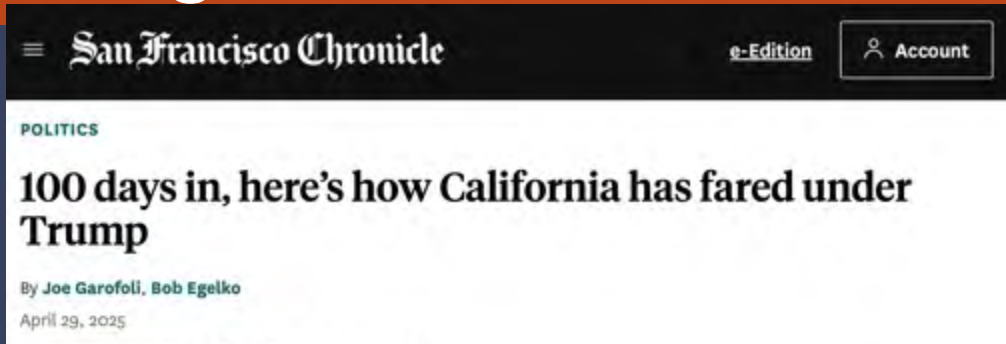 San Francisco Chronicle
e-Edition
Account
POLITICS
100 days in, here's how California has fared under
Trump
By Joe Garofoli, Bob Egelko
April 29, 2025